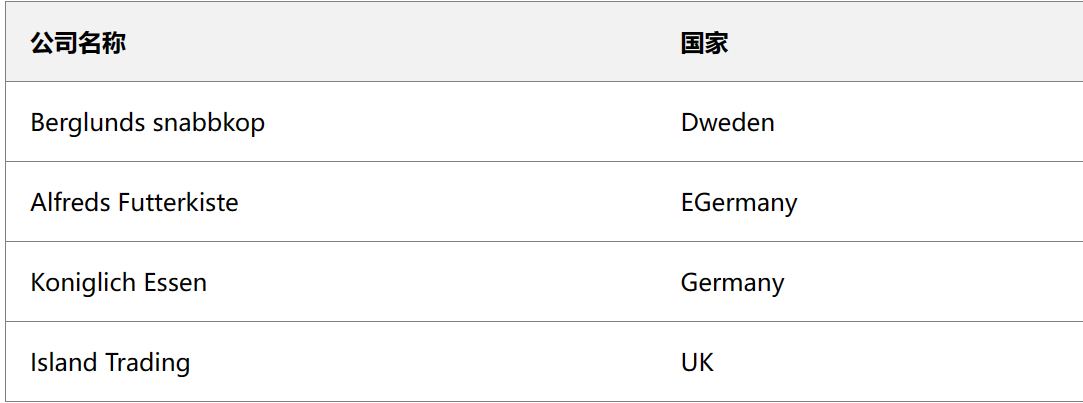 公司名称 国家
Berglunds snabbkop Dweden
Alfreds Futterkiste EGermany
Koniglich Essen Germany
Island Trading UK